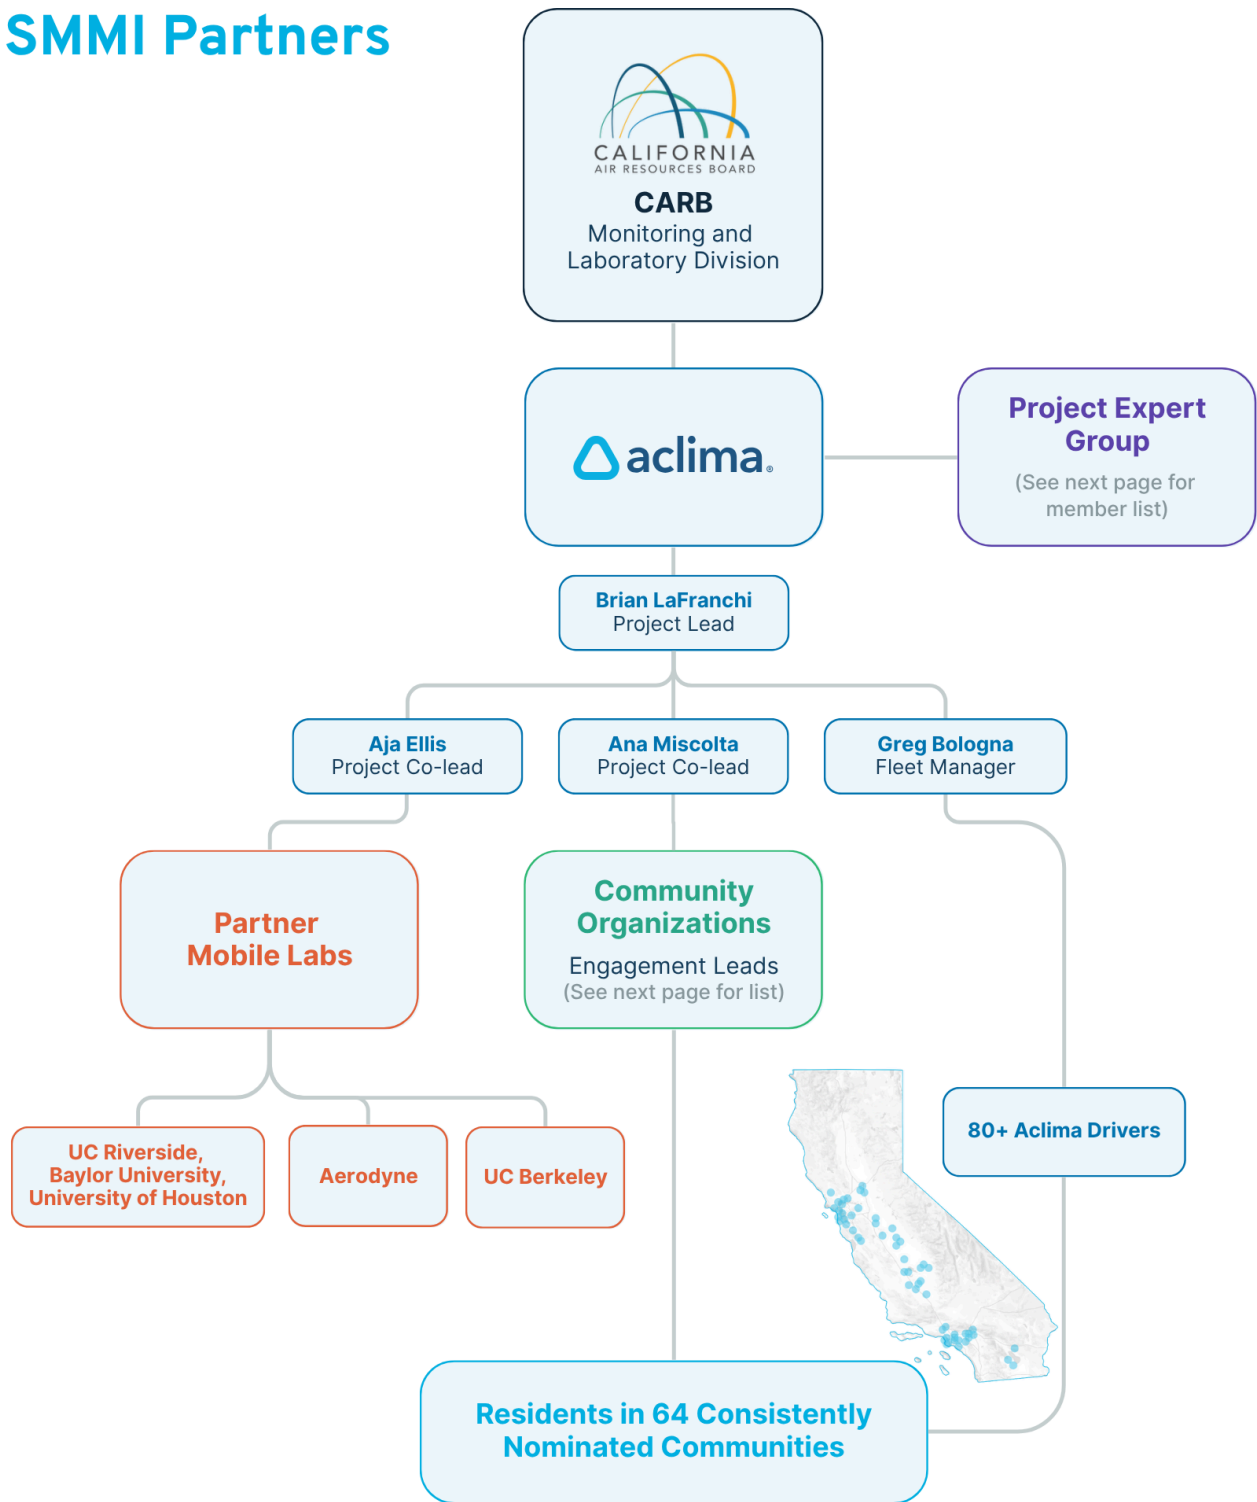 SMMI Partners
CALIFORNIA
AIR RESOURCES BOARD
CARB
Monitoring and
Laboratory Division
aclima®
Project Expert
Group
(See next page for
member list)
Brian LaFranchi
Project Lead
Aja Ellis
Project Co-lead
Ana Miscolta
Project Co-lead
Greg Bologna
Fleet Manager
Partner
Mobile Labs
Community
Organizations
Engagement Leads
(See next page for list)
UC Riverside,
Baylor University,
University of Houston
Aerodyne
UC Berkeley
80+ Aclima Drivers
Residents in 64 Consistently
Nominated Communities